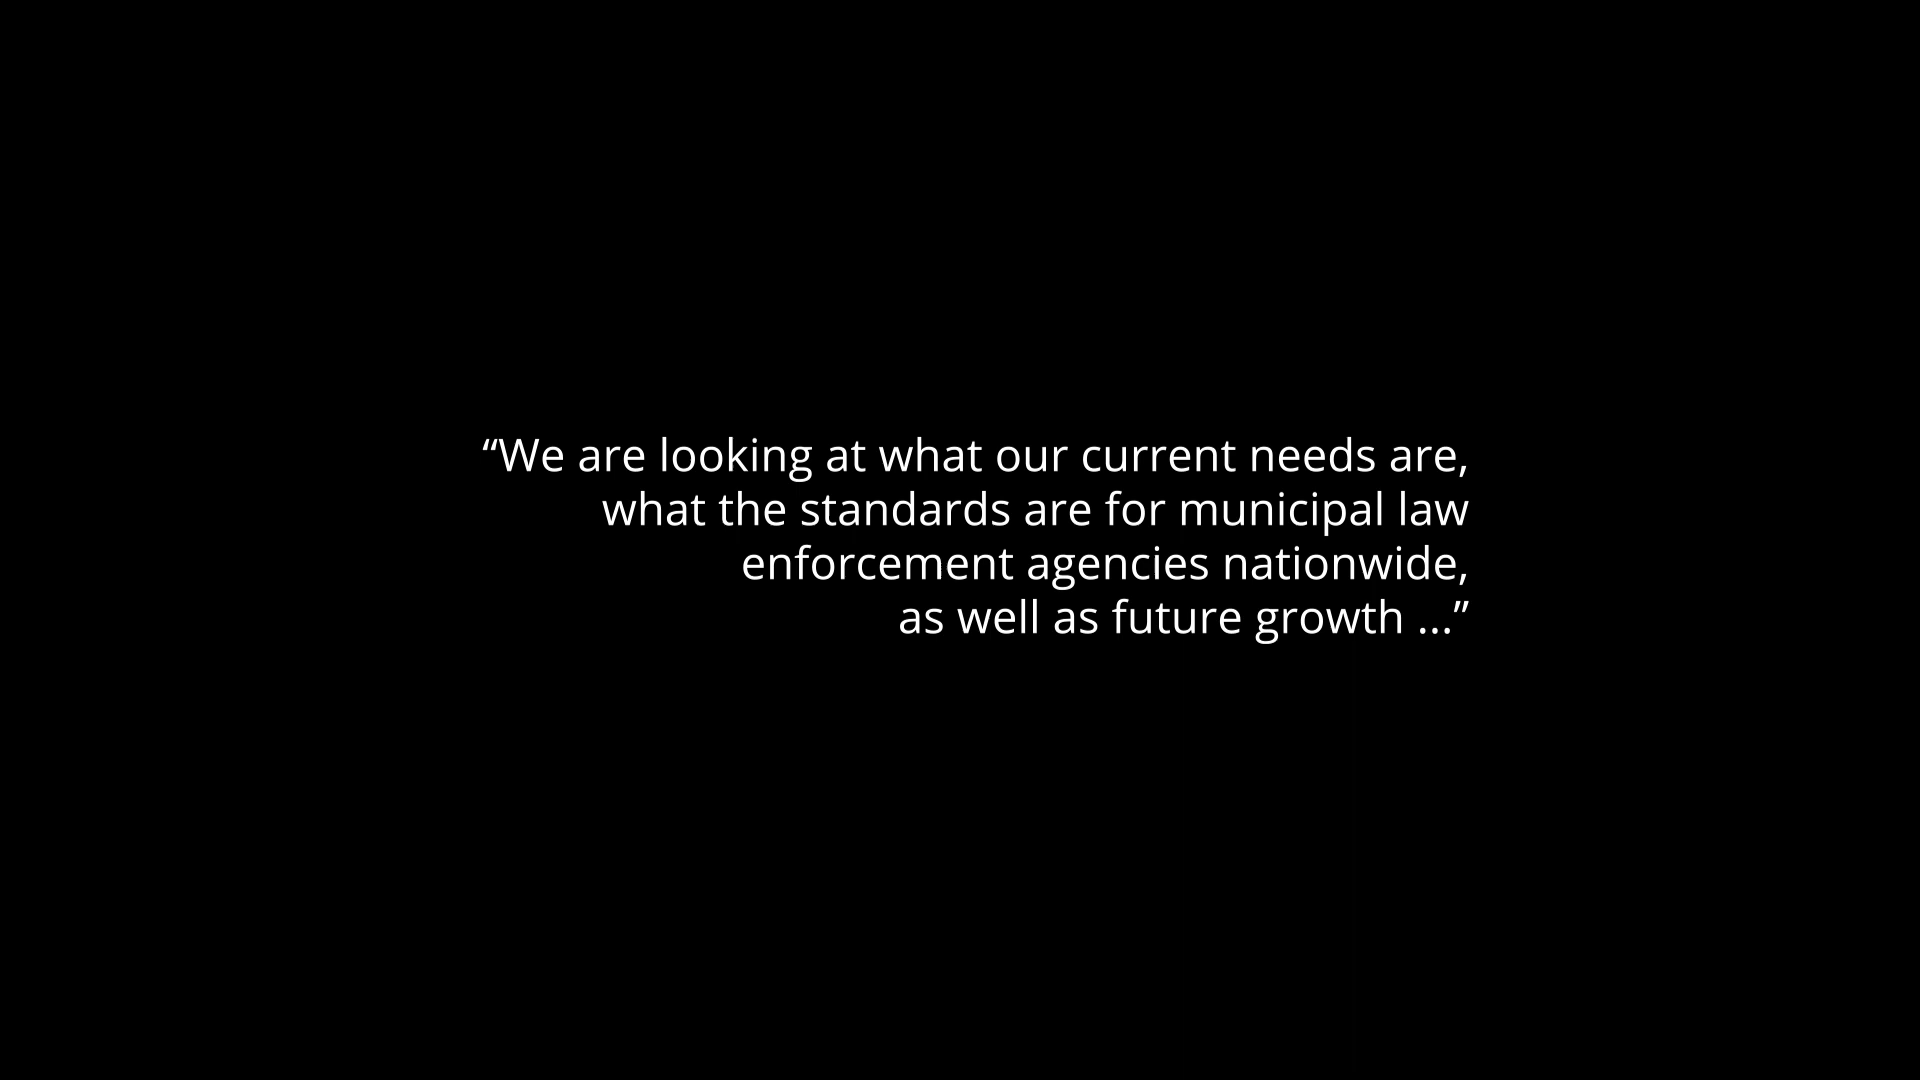 “We are looking at what our current needs are,
what the standards are for municipal law
enforcement agencies nationwide,
as well as future growth ...”